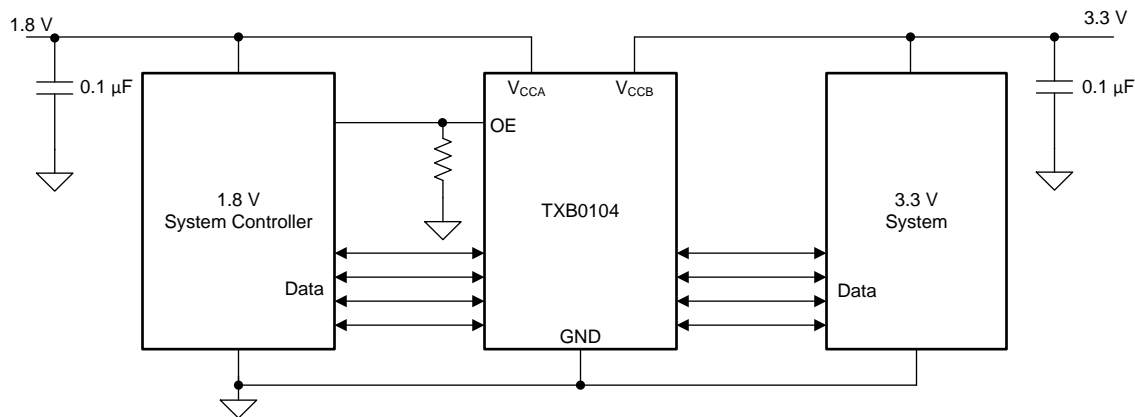 1.8 V
3.3 V
0.1 µF
VCCA
VCCB
0.1 µF
OE
1.8 V
System Controller
TXB0104
3.3 V
System
Data
Data
GND